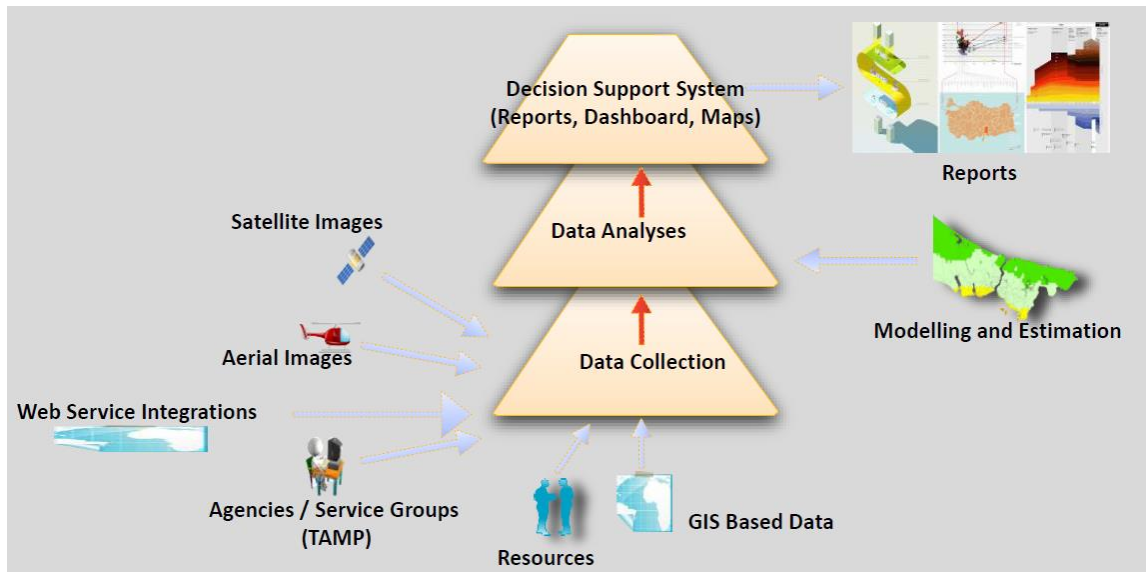 Decision Support System
(Reports, Dashboard, Maps)
Reports
Satellite Images
Data Analyses
Modelling and Estimation
Aerial Images
Data Collection
Web Service Integrations
Agencies / Service Groups
(TAMP)
GIS Based Data
Resources